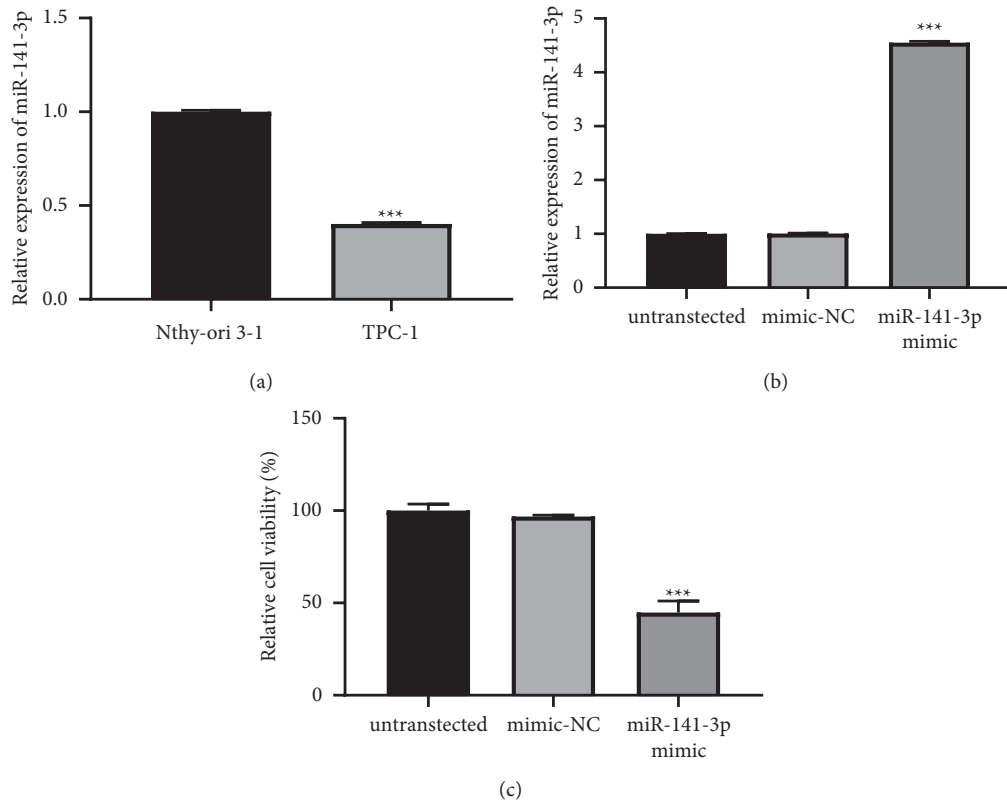 Relative expression of miR-141-3p
1.5
1.0
0.5
0.0
***
Nthy-ori 3-1
TPC-1
(a)
Relative expression of miR-141-3p
5
4
3
2
1
0
***
untranstected
mimic-NC
miR-141-3p
mimic
(b)
Relative cell viability (%)
150
100
50
0
***
untranstected
mimic-NC
miR-141-3p
mimic
(c)